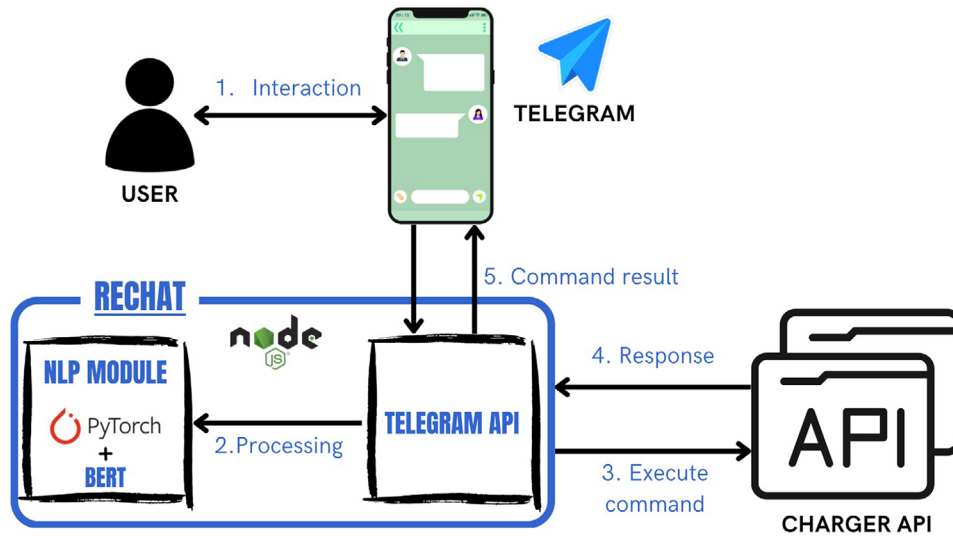 1. Interaction
TELEGRAM
USER
5. Command result
RECHAT
node
JS
NLP MODULE
PyTorch
+
BERT
2.Processing
TELEGRAM API
4. Response
3. Execute
command
API
CHARGER API